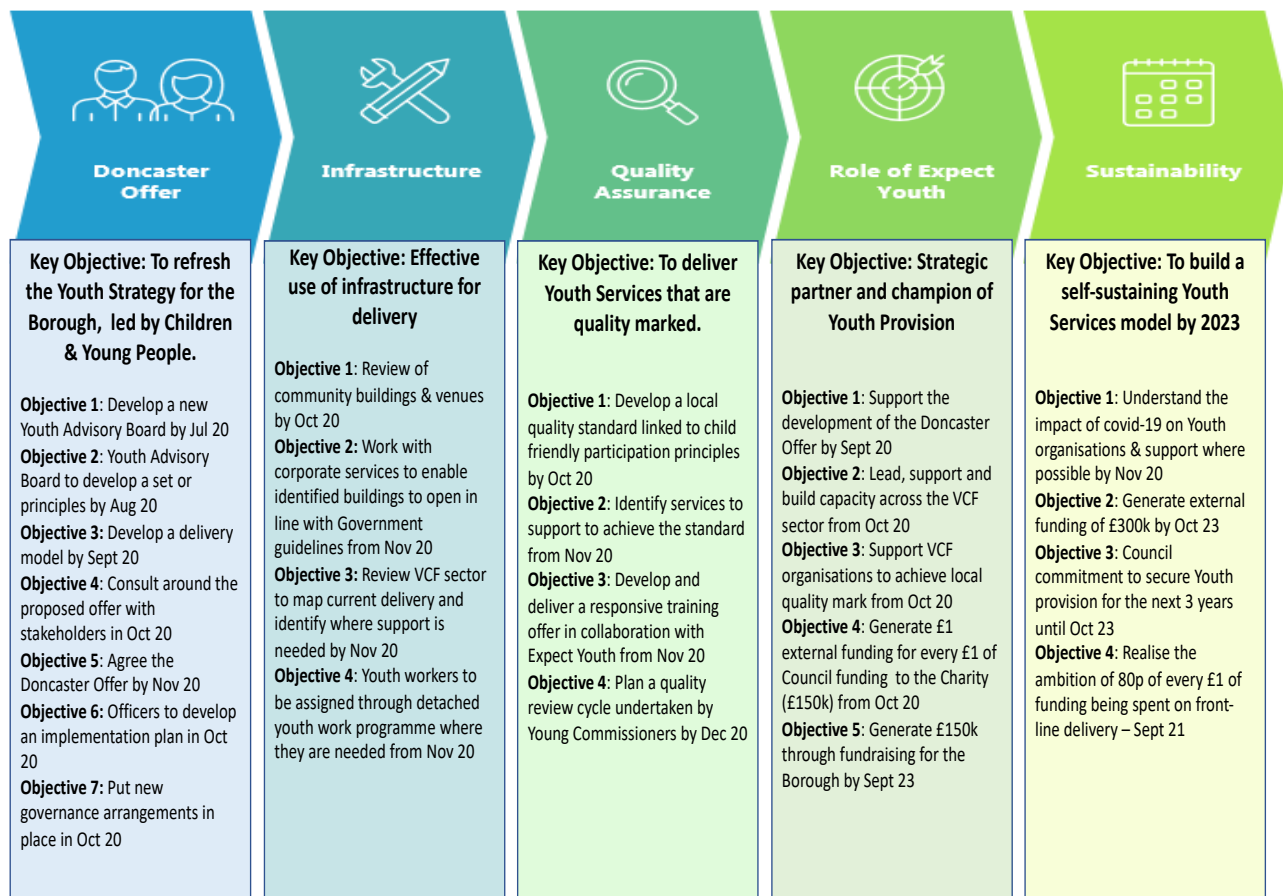 Doncaster
Offer
Infrastructure
Quality
Assurance
Role of Expect
Youth
Sustainability
Key Objective: To refresh
the Youth Strategy for the
Borough, led by Children
& Young People.
Objective 1: Develop a new
Youth Advisory Board by Jul 20
Objective 2: Youth Advisory
Board to develop a set or
principles by Aug 20
Objective 3: Develop a delivery
model by Sept 20
Objective 4: Consult around the
proposed offer with
stakeholders in Oct 20
Objective 5: Agree the
Doncaster Offer by Nov 20
Objective 6: Officers to develop
an implementation plan in Oct
20
Objective 7: Put new
governance arrangements in
place in Oct 20
Key Objective: Effective
use of infrastructure for
delivery
Objective 1: Review of
community buildings & venues
by Oct 20
Objective 2: Work with
corporate services to enable
identified buildings to open in
line with Government
guidelines from Nov 20
Objective 3: Review VCF sector
to map current delivery and
identify where support is
needed by Nov 20
Objective 4: Youth workers to
be assigned through detached
youth work programme where
they are needed from Nov 20
Key Objective: To deliver
Youth Services that are
quality marked.
Objective 1: Develop a local
quality standard linked to child
friendly participation principles
by Oct 20
Objective 2: Identify services to
support to achieve the standard
from Nov 20
Objective 3: Develop and
deliver a responsive training
offer in collaboration with
Expect Youth from Nov 20
Objective 4: Plan a quality
review cycle undertaken by
Young Commissioners by Dec 20
Key Objective: Strategic
partner and champion of
Youth Provision
Objective 1: Support the
development of the Doncaster
Offer by Sept 20
Objective 2: Lead, support and
build capacity across the VCF
sector from Oct 20
Objective 3: Support VCF
organisations to achieve local
quality mark from Oct 20
Objective 4: Generate £1
external funding for every £1 of
Council funding to the Charity
(£150k) from Oct 20
Objective 5: Generate £150k
through fundraising for the
Borough by Sept 23
Key Objective: To build a
self-sustaining Youth
Services model by 2023
Objective 1: Understand the
impact of covid-19 on Youth
organisations & support where
possible by Nov 20
Objective 2: Generate external
funding of £300k by Oct 23
Objective 3: Council
commitment to secure Youth
provision for the next 3 years
until Oct 23
Objective 4: Realise the
ambition of 80p of every £1 of
funding being spent on front-
line delivery – Sept 21